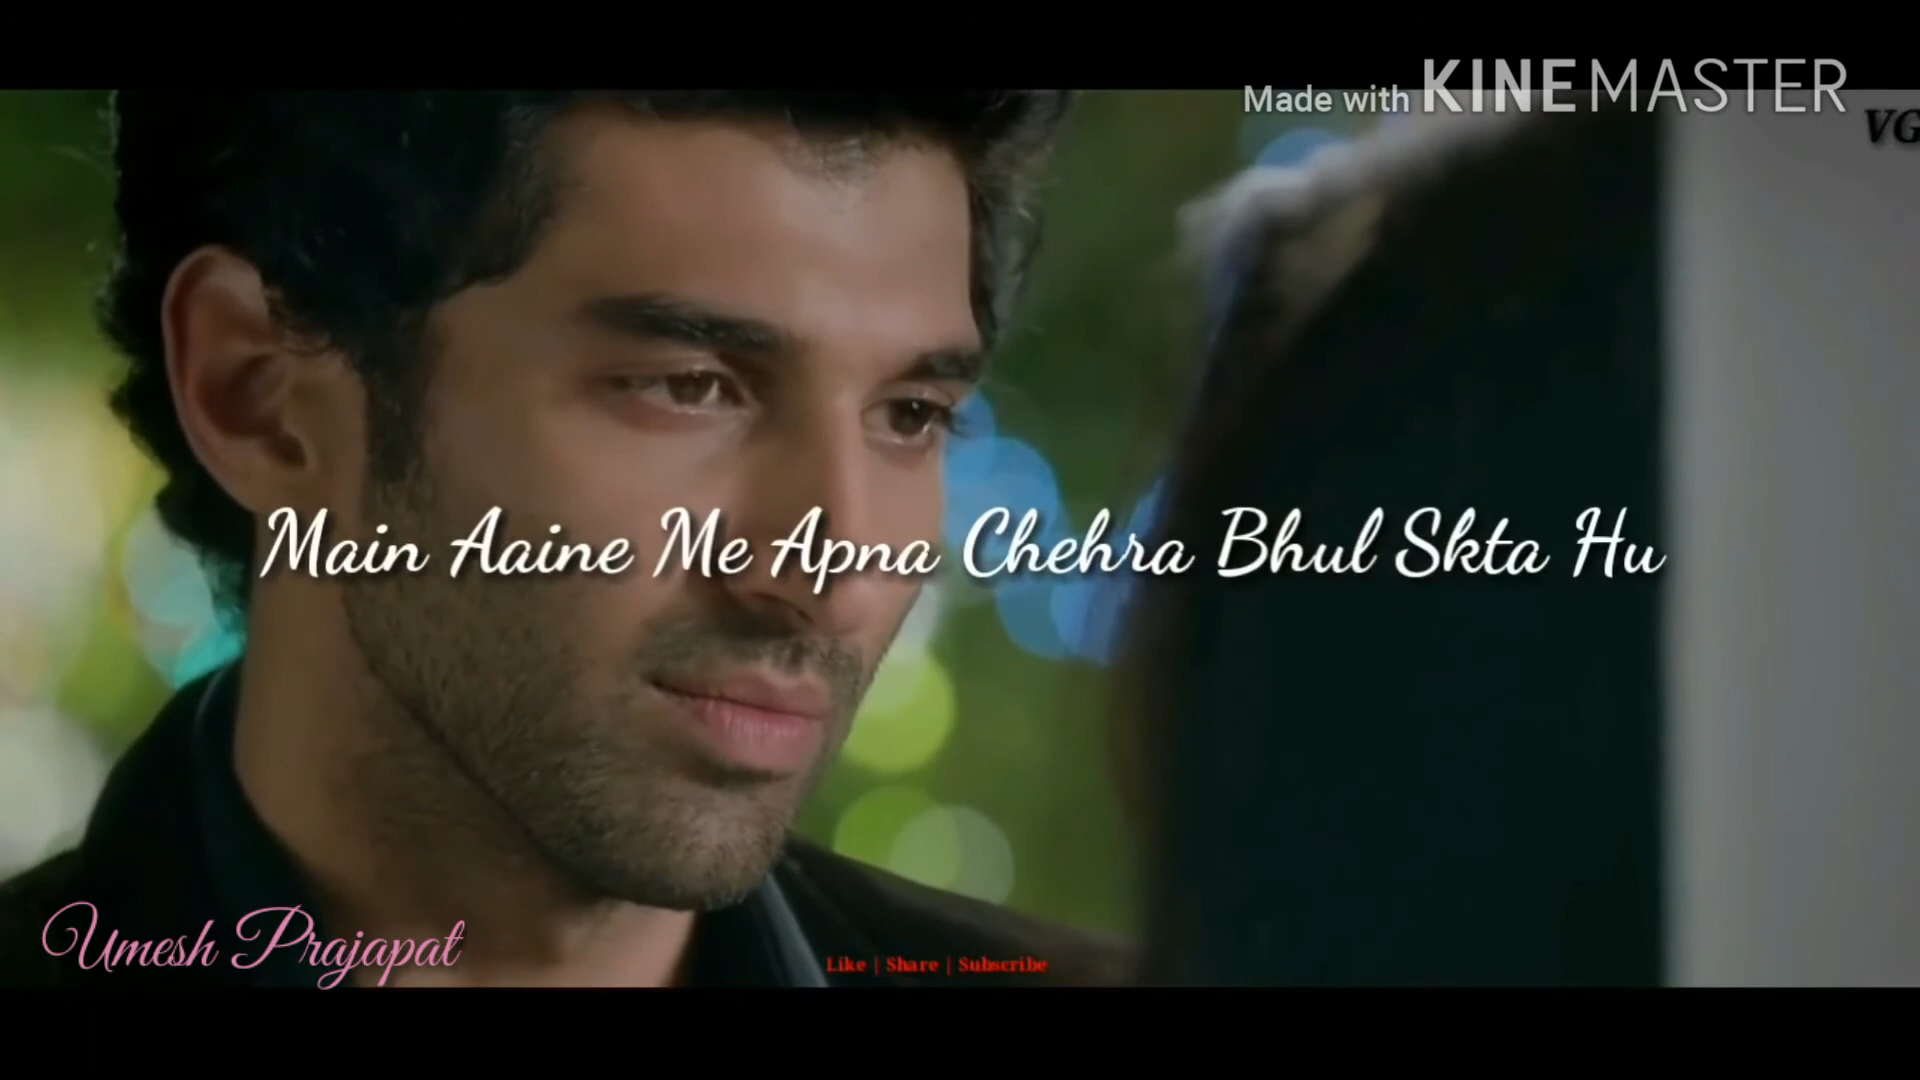 Made with KINEMASTER
VG
Main Aaine Me Apna Chehra Bhul Skta Hu
Umesh Prajapat
Like | Share | Subscribe